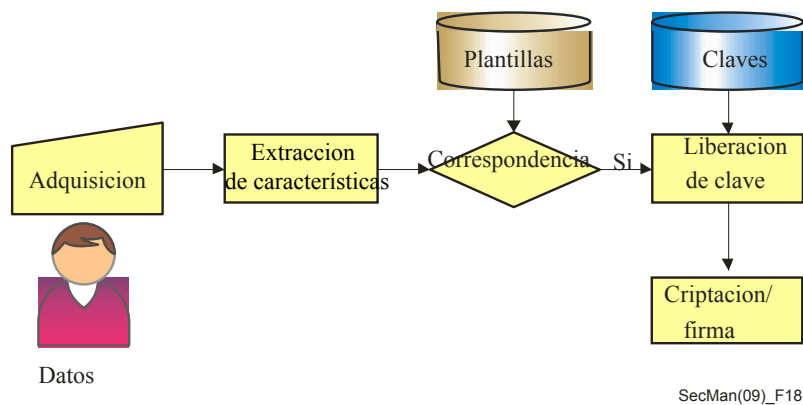 Plantillas
Claves
Adquisicion
Extraccion
de características
Correspondencia
Si
Liberacion
de clave
Criptacion/
firma
Datos
SecMan(09)_F18